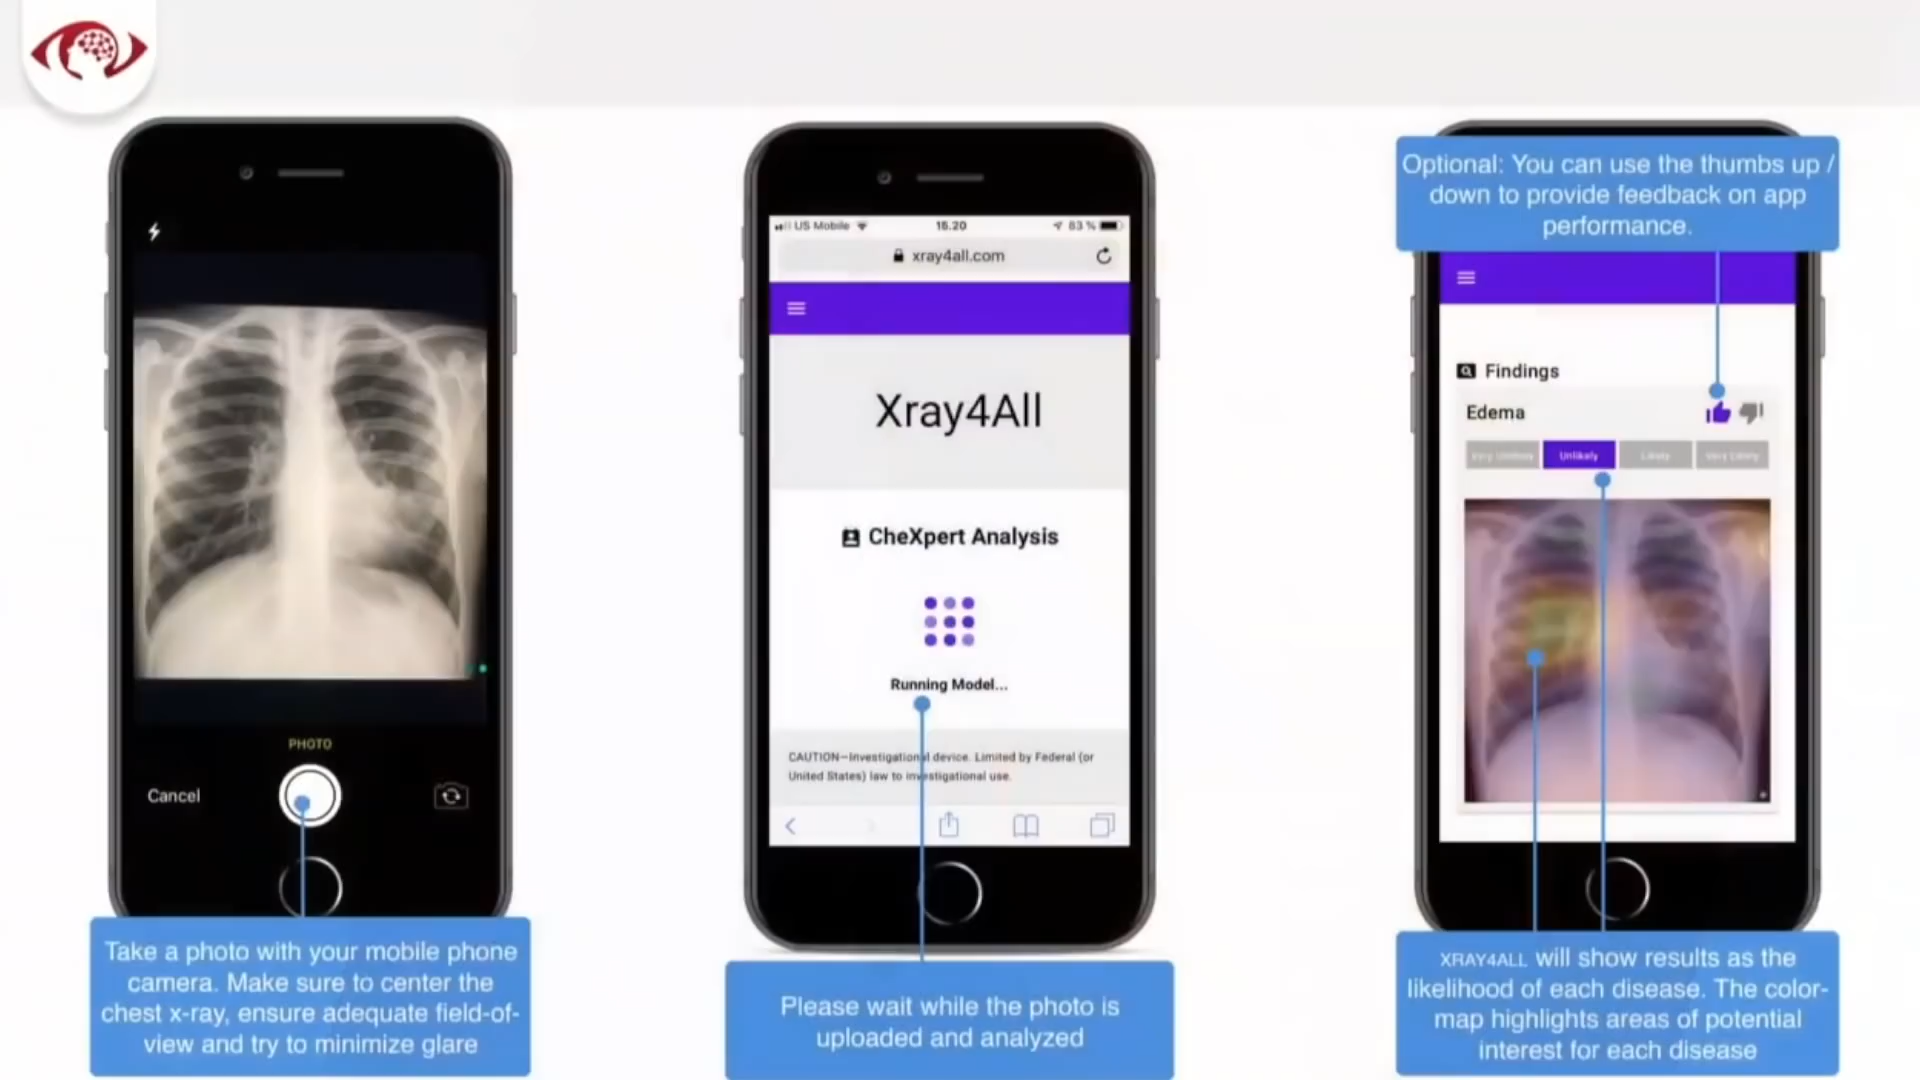 PHOTO
Cancel
Take a photo with your mobile phone
camera. Make sure to center the
chest x-ray, ensure adequate field-of-
view and try to minimize glare
US Mobile
15.20
83 %
xray4all.com
Xray4All
CheXpert Analysis
Running Model...
CAUTION—Investigational device. Limited by Federal (or
United States) law to investigational use.
Please wait while the photo is
uploaded and analyzed
Optional: You can use the thumbs up /
down to provide feedback on app
performance.
Findings
Edema
Very Unlikely
Unlikely
Likely
Very Likely
XRAY4ALL will show results as the
likelihood of each disease. The color-
map highlights areas of potential
interest for each disease